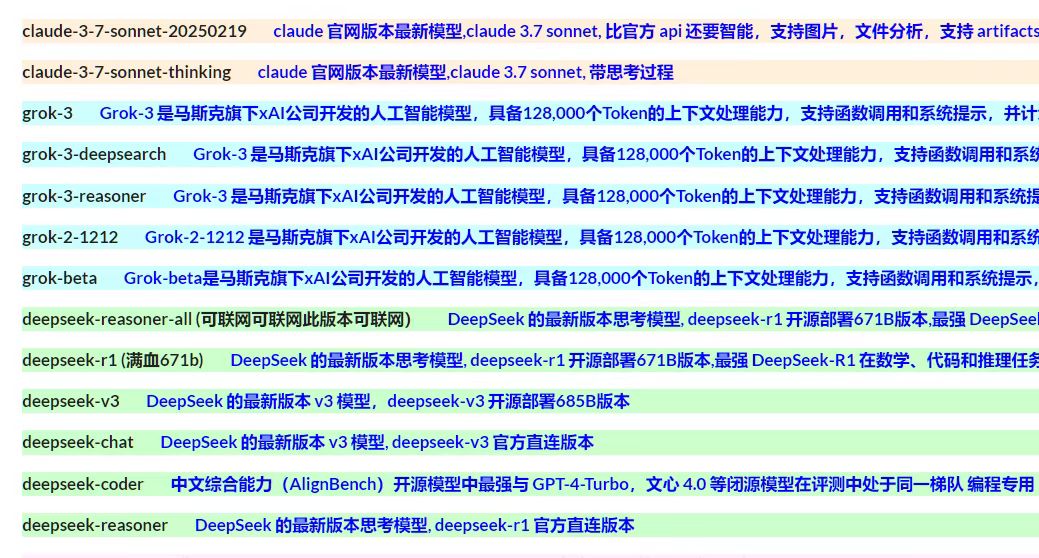 claude-3-7-sonnet-20250219 claude 官网版本最新模型,claude 3.7 sonnet, 比官方 api 还要智能，支持图片，文件分析，支持 artifacts
claude-3-7-sonnet-thinking claude 官网版本最新模型,claude 3.7 sonnet, 带思考过程
grok-3 Grok-3 是马斯克旗下xAI公司开发的人工智能模型，具备128,000个Token的上下文处理能力，支持函数调用和系统提示，并计
grok-3-deepsearch Grok-3 是马斯克旗下xAI公司开发的人工智能模型，具备128,000个Token的上下文处理能力，支持函数调用和系统
grok-3-reasoner Grok-3 是马斯克旗下xAI公司开发的人工智能模型，具备128,000个Token的上下文处理能力，支持函数调用和系统提
grok-2-1212 Grok-2-1212 是马斯克旗下xAI公司开发的人工智能模型，具备128,000个Token的上下文处理能力，支持函数调用和系统
grok-beta Grok-beta是马斯克旗下xAI公司开发的人工智能模型，具备128,000个Token的上下文处理能力，支持函数调用和系统提示，
deepseek-reasoner-all (可联网可联网此版本可联网） DeepSeek 的最新版本思考模型, deepseek-r1 开源部署671B版本,最强 DeepSeek
deepseek-r1 (满血671b) DeepSeek 的最新版本思考模型, deepseek-r1 开源部署671B版本,最强 DeepSeek-R1 在数学、代码和推理任务
deepseek-v3 DeepSeek 的最新版本 v3 模型，deepseek-v3 开源部署685B版本
deepseek-chat DeepSeek 的最新版本 v3 模型, deepseek-v3 官方直连版本
deepseek-coder 中文综合能力（AlignBench）开源模型中最强与 GPT-4-Turbo，文心 4.0 等闭源模型在评测中处于同一梯队 编程专用
deepseek-reasoner DeepSeek 的最新版本思考模型, deepseek-r1 官方直连版本